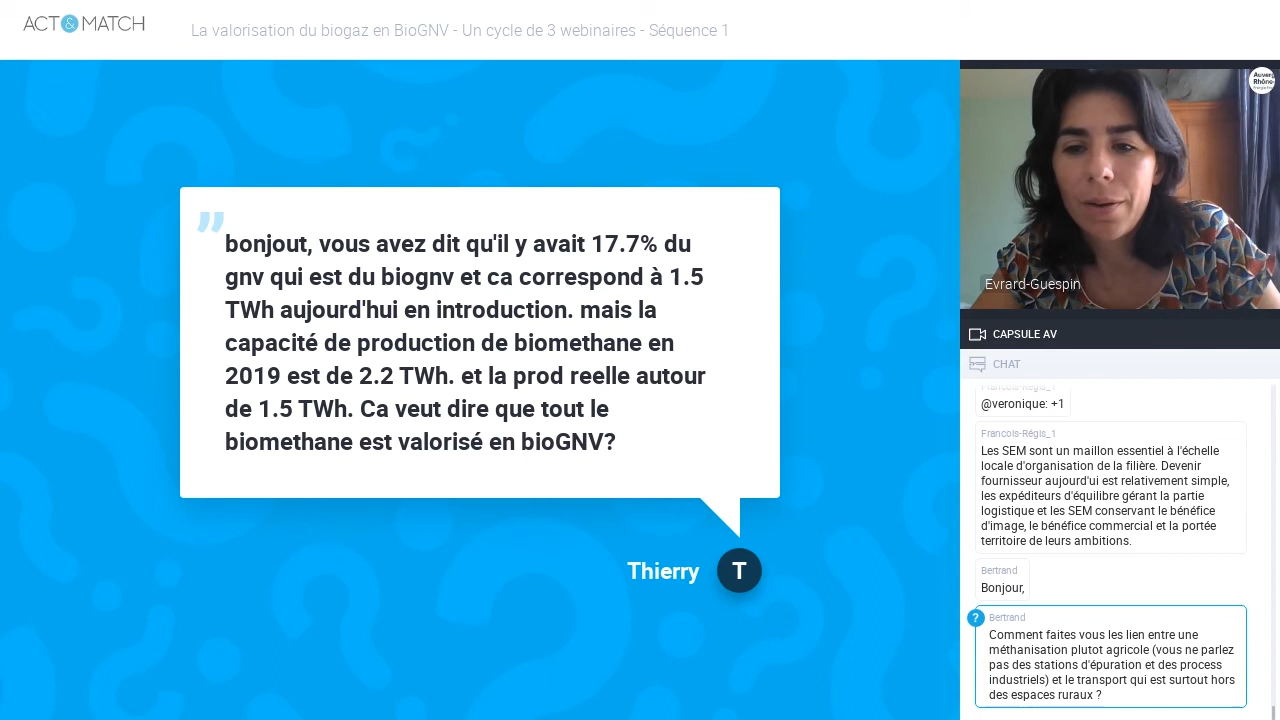 ACT & MATCH
La valorisation du biogaz en BioGNV - Un cycle de 3 webinaires - Séquence 1
bonjout, vous avez dit qu'il y avait 17.7% du
gnv qui est du biognv et ca correspond à 1.5
TWh aujourd'hui en introduction. mais la
capacité de production de biomethane en
2019 est de 2.2 TWh. et la prod reelle autour
de 1.5 TWh. Ca veut dire que tout le
biomethane est valorisé en bioGNV?
Thierry
T
Evrard-Guespin
CAPSULE AV
CHAT
Francois-Régis_1
@veronique: +1
Francois-Régis_1
Les SEM sont un maillon essentiel à l'échelle
locale d'organisation de la filière. Devenir
fournisseur aujourd'ui est relativement simple,
les expéditeurs d'équilibre gérant la partie
logistique et les SEM conservant le bénéfice
d'image, le bénéfice commercial et la portée
territoire de leurs ambitions.
Bertrand
Bonjour,
?
Bertrand
Comment faites vous les lien entre une
méthanisation plutot agricole (vous ne parlez
pas des stations d'épuration et des process
industriels) et le transport qui est surtout hors
des espaces ruraux ?